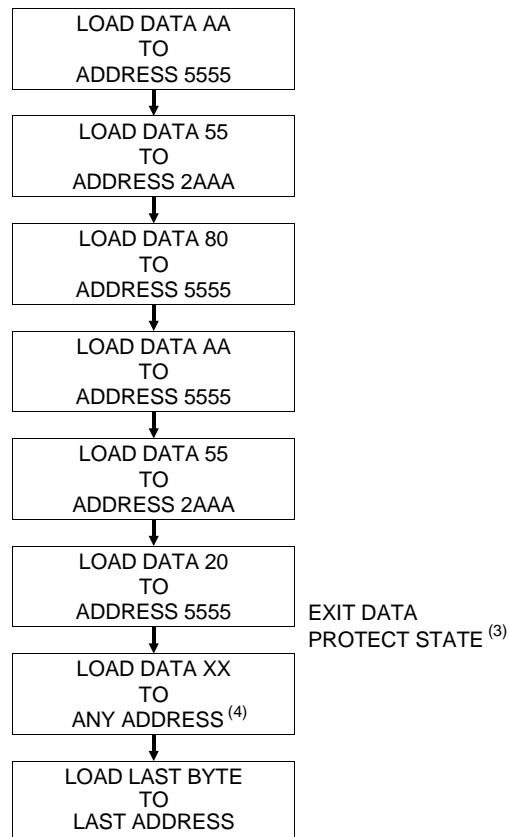 LOAD DATA AA
TO
ADDRESS 5555
LOAD DATA 55
TO
ADDRESS 2AAA
LOAD DATA 80
TO
ADDRESS 5555
LOAD DATA AA
TO
ADDRESS 5555
LOAD DATA 55
TO
ADDRESS 2AAA
LOAD DATA 20
TO
ADDRESS 5555
EXIT DATA
PROTECT STATE (3)
LOAD DATA XX
TO
ANY ADDRESS (4)
LOAD LAST BYTE
TO
LAST ADDRESS